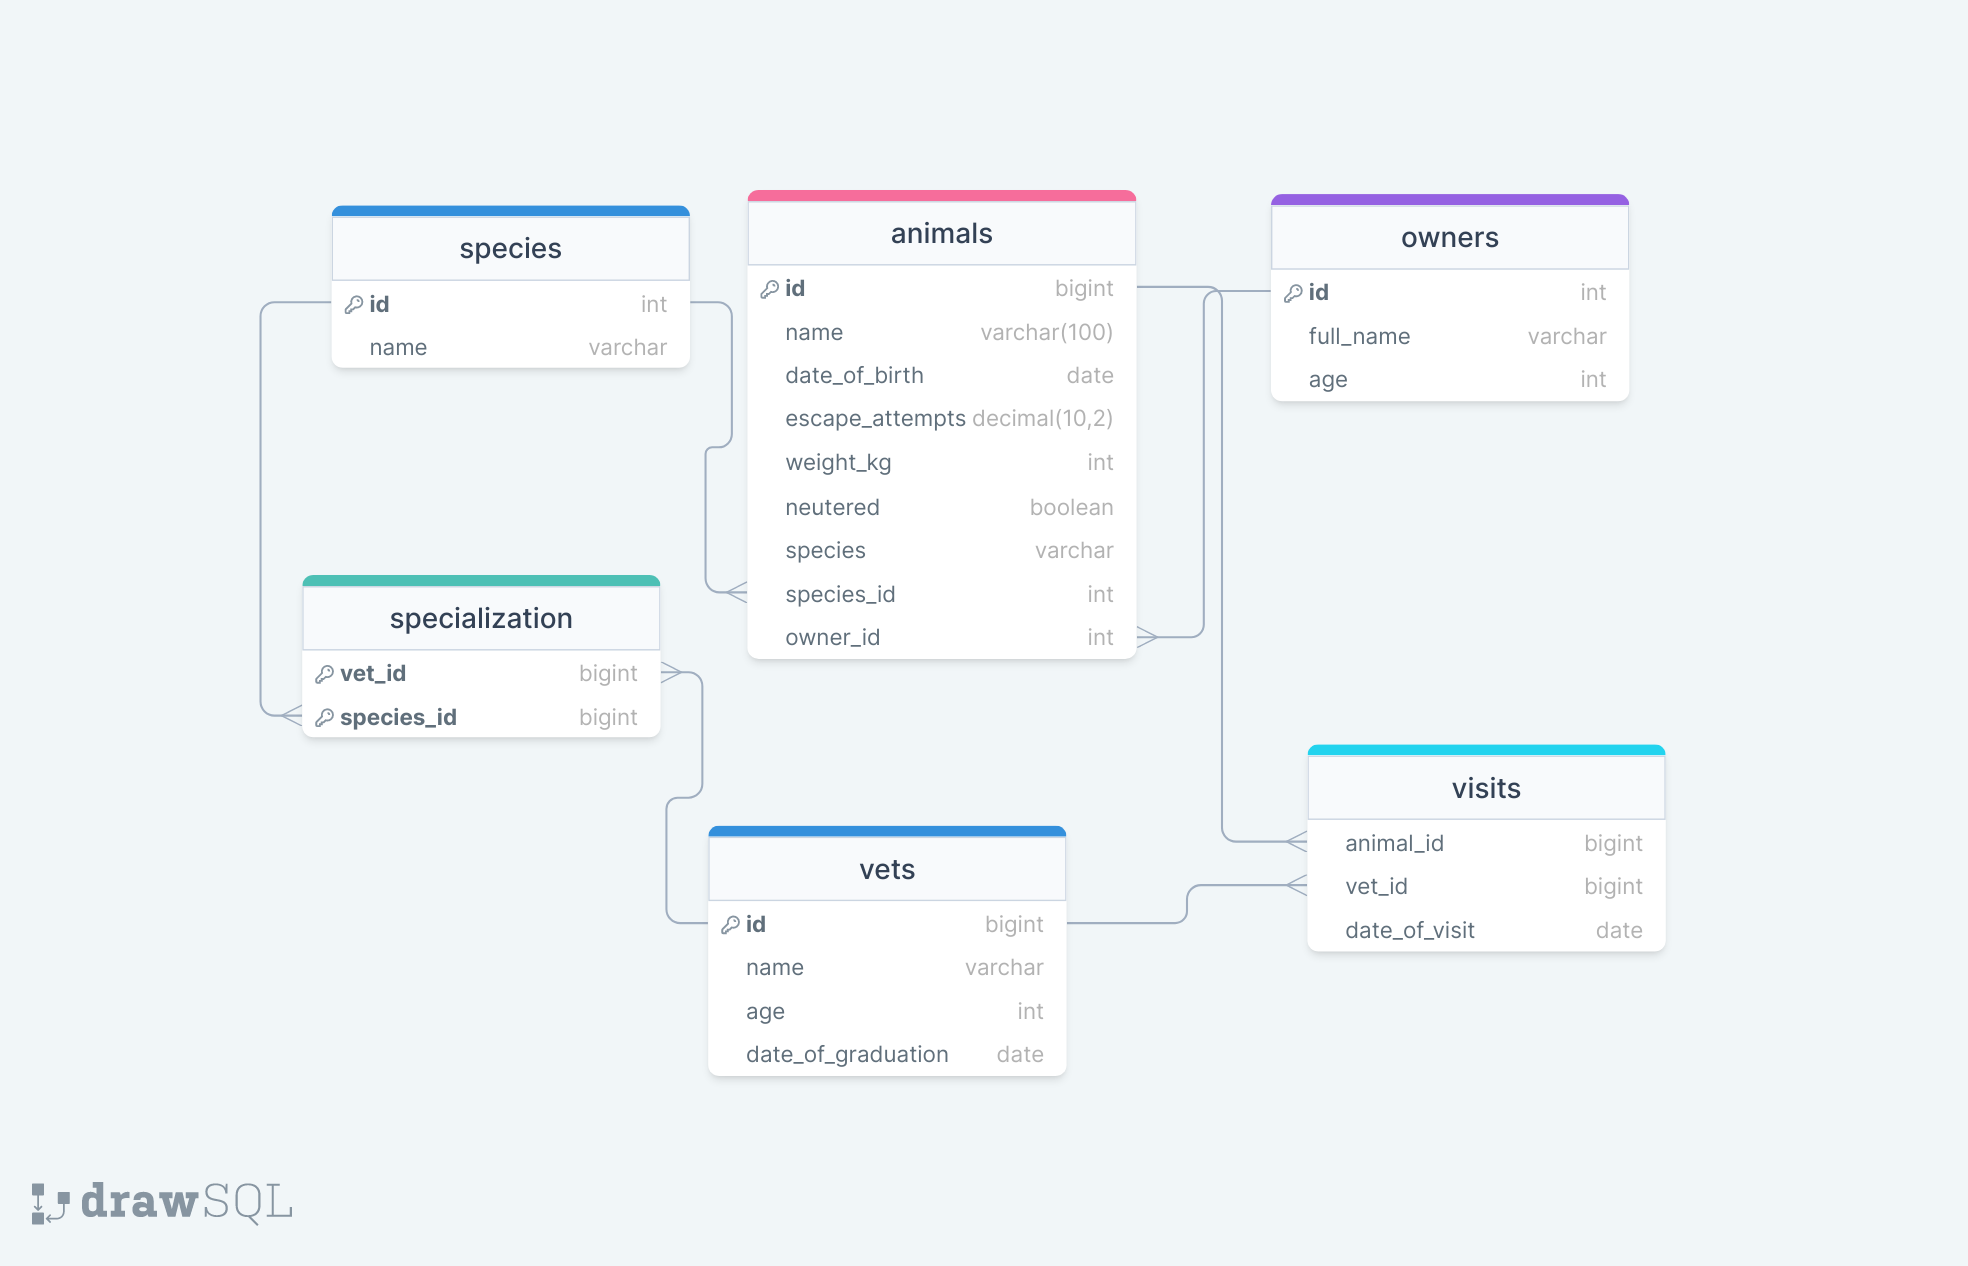 species
id int
name varchar
animals
id bigint
name varchar(100)
date_of_birth date
escape_attempts decimal(10,2)
weight_kg int
neutered boolean
species varchar
species_id int
owner_id int
owners
id int
full_name varchar
age int
specialization
vet_id bigint
species_id bigint
vets
id bigint
name varchar
age int
date_of_graduation date
visits
animal_id bigint
vet_id bigint
date_of_visit date
drawSQL